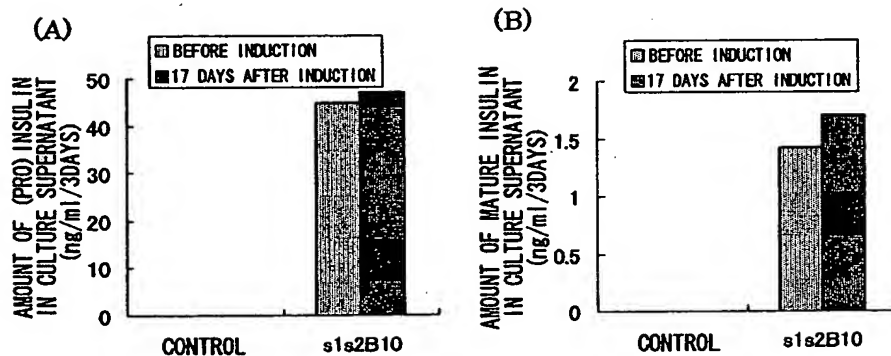 (A)
BEFORE INDUCTION
17 DAYS AFTER INDUCTION
AMOUNT OF (PRO) INSULIN
IN CULTURE SUPERNATANT
(ng/ml/3DAYS)
50
40
30
20
10
0
CONTROL
s1s2B10
(B)
BEFORE INDUCTION
17 DAYS AFTER INDUCTION
AMOUNT OF MATURE INSULIN
IN CULTURE SUPERNATANT
(ng/ml/3DAYS)
2
1.5
1
0.5
0
CONTROL
s1s2B10